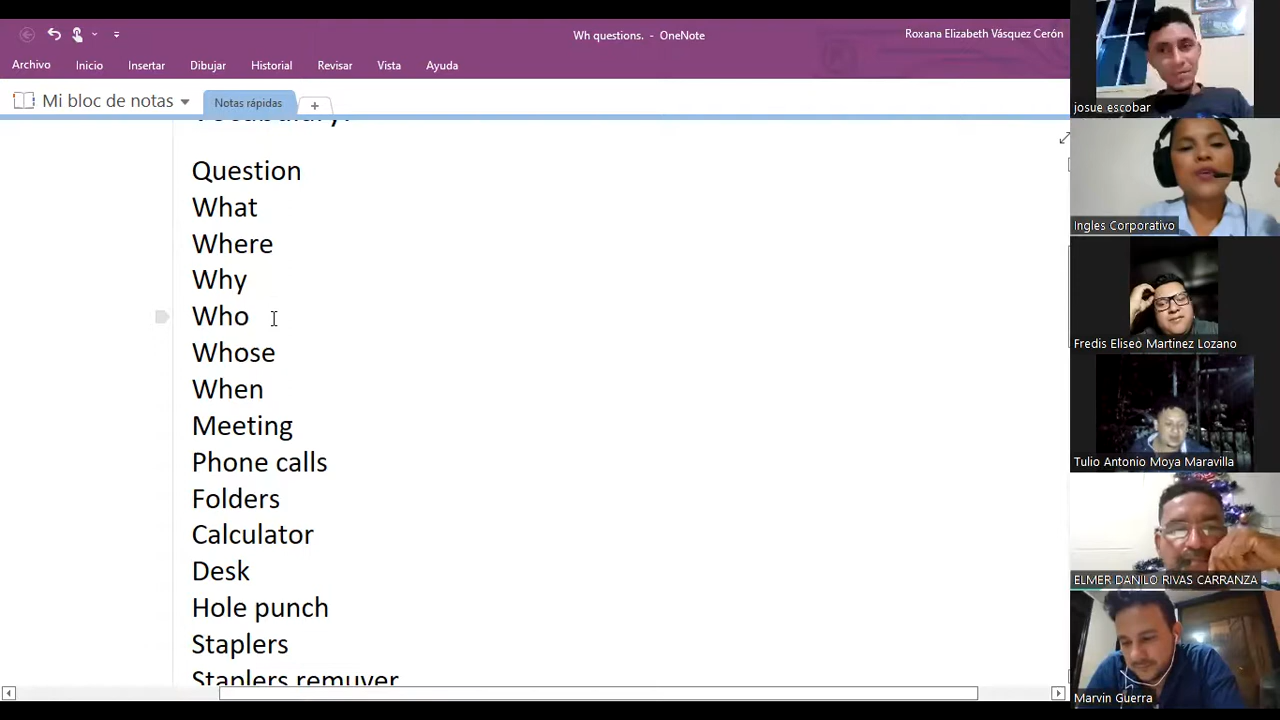 Wh questions. - OneNote
Roxana Elizabeth Vásquez Cerón
Archivo Inicio Insertar Dibujar Historial Revisar Vista Ayuda
Mi bloc de notas
Notas rápidas
Question
What
Where
Why
Who
Whose
When
Meeting
Phone calls
Folders
Calculator
Desk
Hole punch
Staplers
Staplers remuver
josue escobar
Ingles Corporativo
Fredis Eliseo Martinez Lozano
Tulio Antonio Moya Maravilla
ELMER DANILO RIVAS CARRANZA
Marvin Guerra